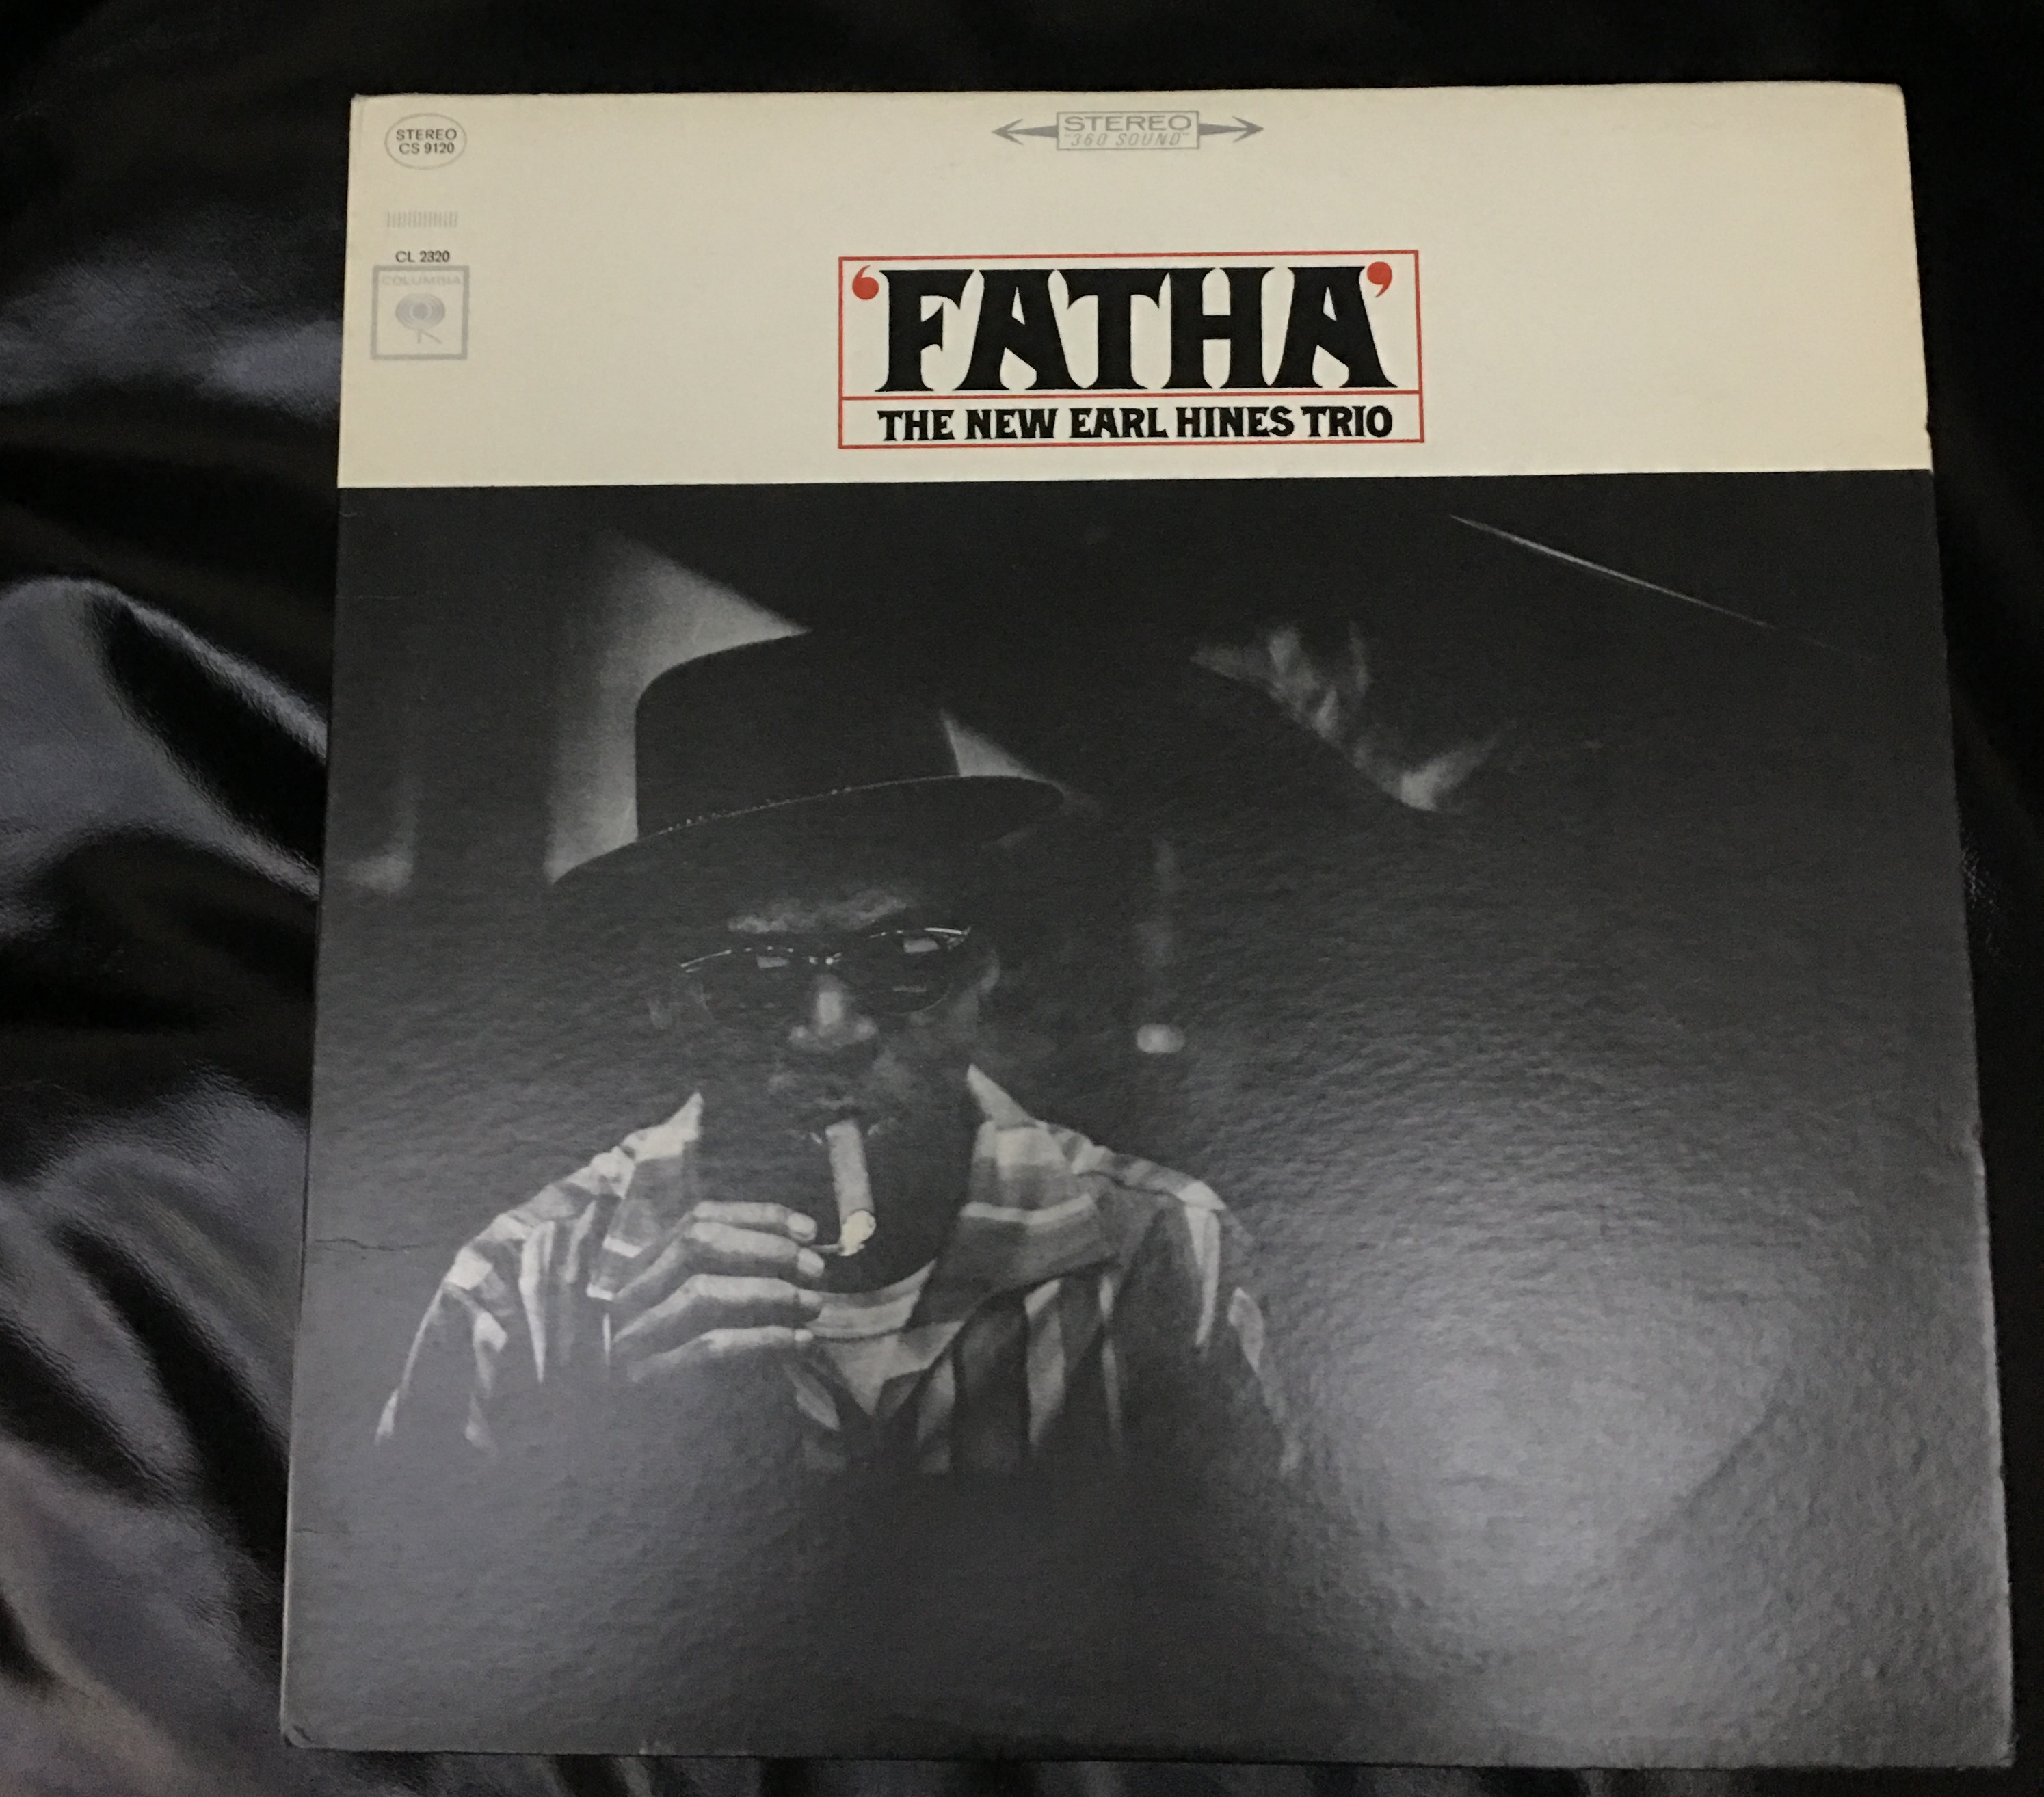 STEREO
CS 9120
STEREO
"360 SOUND"
CL 2320
COLUMBIA
‘FATHA’
THE NEW EARL HINES TRIO